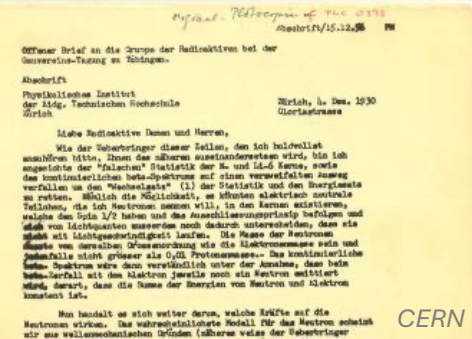 Original - Photocopie of PLC 0393
Abschrift/15.12.56 PM
Offener Brief an die Gruppe der Radioaktiven bei der
Gauvereins-Tagung zu Tübingen.
Abschrift
Physikalisches Institut
der Eidg. Technischen Hochschule
Zürich
Zürich, 4. Dez. 1930
Gloriastrasse
Liebe Radioaktive Damen und Herren,
Wie der Ueberbringer dieser Zeilen, den ich huldvollst
anzuhören bitte, Ihnen des näheren auseinandersetzen wird, bin ich
angesichts der "falschen" Statistik der N- und Li-6 Kerne, sowie
des kontinuierlichen beta-Spektrums auf einen verzweifelten Ausweg
verfallen um den "Wechselsatz" (1) der Statistik und den Energiesatz
zu retten. Nämlich die Möglichkeit, es könnten elektrisch neutrale
Teilchen, die ich Neutronen nennen will, in den Kernen existieren,
welche den Spin 1/2 haben und das Ausschliessungsprinzip befolgen und
sich von Lichtquanten ausserdem noch dadurch unterscheiden, dass sie
nicht mit Lichtgeschwindigkeit laufen. Die Masse der Neutronen
müsste von derselben Grössenordnung wie die Elektronenmasse sein und
jedenfalls nicht grösser als 0,01 Protonenmasse.- Das kontinuierliche
beta- Spektrum wäre dann verständlich unter der Annahme, dass beim
beta-Zerfall mit dem Elektron jeweils noch ein Neutron emittiert
wird, derart, dass die Summe der Energien von Neutron und Elektron
konstant ist.
Nun handelt es sich weiter darum, welche Kräfte auf die
Neutronen wirken. Das wahrscheinlichste Modell für das Neutron scheint
mir aus wellenmechanischen Gründen (näheres weiss der Ueberbringer
CERN